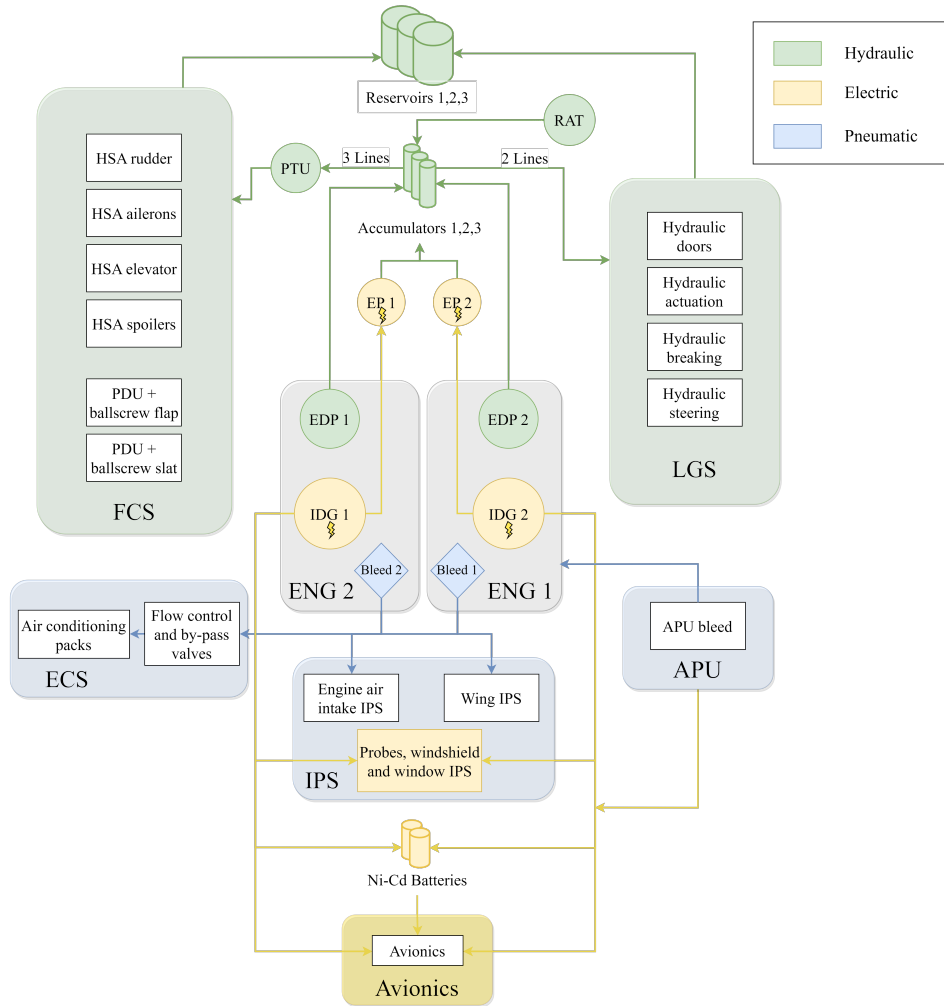 Hydraulic
Electric
Pneumatic
Reservoirs 1,2,3
RAT
3 Lines
2 Lines
PTU
Accumulators 1,2,3
HSA rudder
HSA ailerons
HSA elevator
HSA spoilers
PDU +
ballscrew flap
PDU +
ballscrew slat
FCS
Hydraulic
doors
Hydraulic
actuation
Hydraulic
breaking
Hydraulic
steering
LGS
EP 1
EP 2
EDP 1
EDP 2
IDG 1
IDG 2
Bleed 2
Bleed 1
ENG 2
ENG 1
Air conditioning
packs
Flow control
and by-pass
valves
ECS
APU bleed
APU
Engine air
intake IPS
Wing IPS
Probes, windshield
and window IPS
IPS
Ni-Cd Batteries
Avionics
Avionics